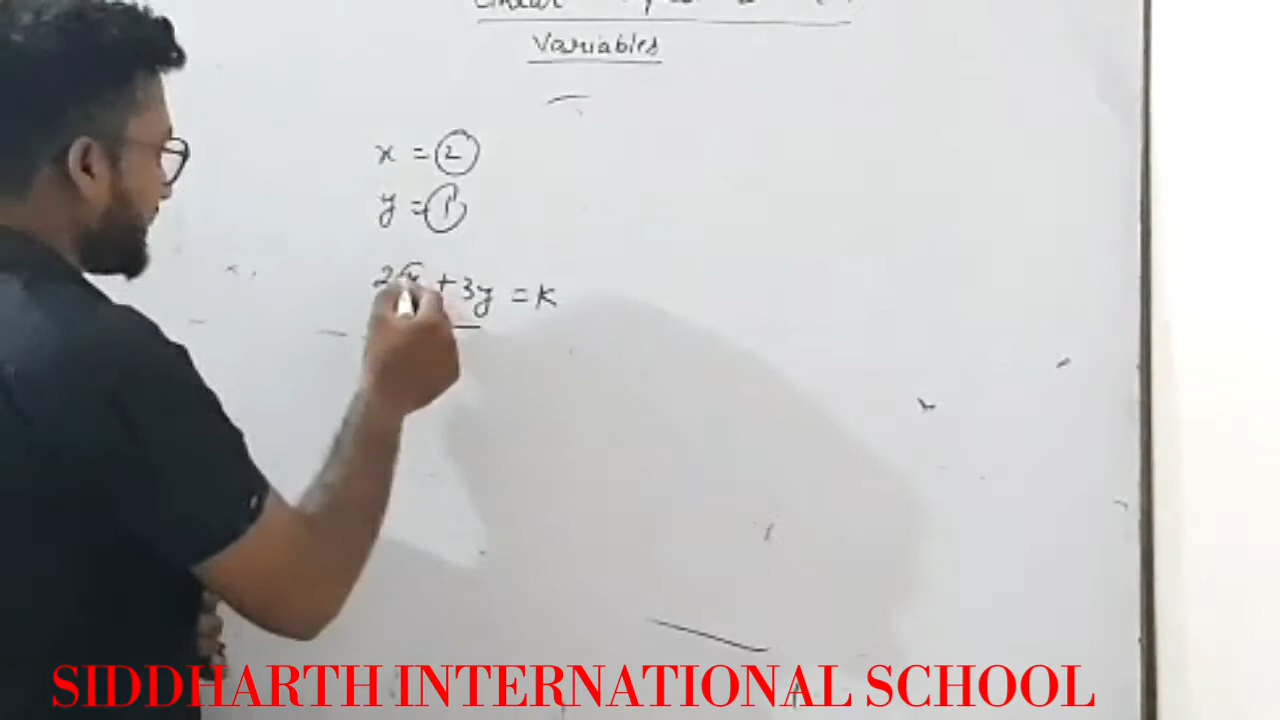 Variables
x = 2
y = 1
2x + 3y = K
SIDDHARTH INTERNATIONAL SCHOOL